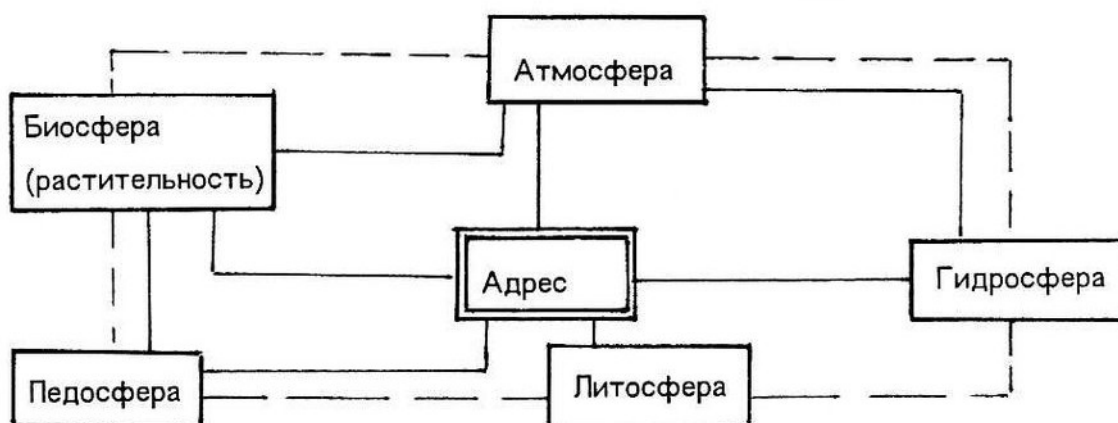 Атмосфера
Биосфера
(растительность)
Адрес
Гидросфера
Педосфера
Литосфера